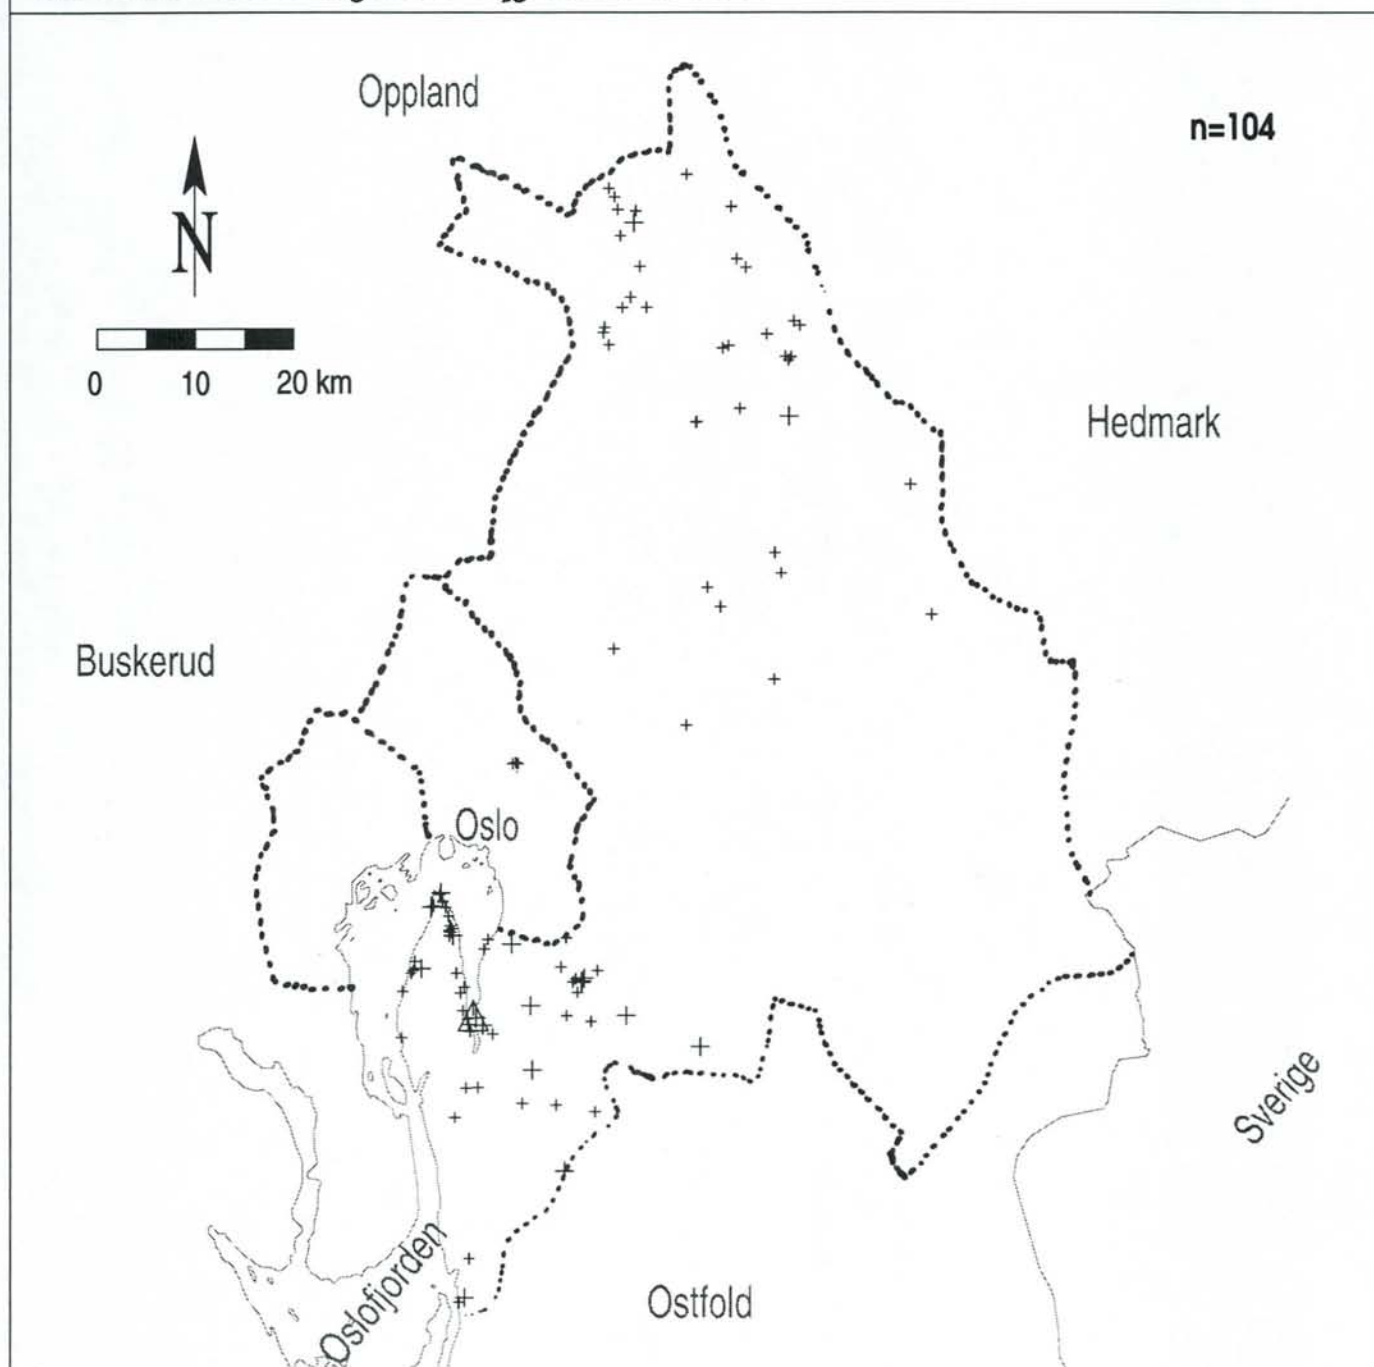 Oppland
n=104
N
0 10 20 km
Hedmark
Buskerud
Oslo
Sverige
Oslofjorden
Ostfold